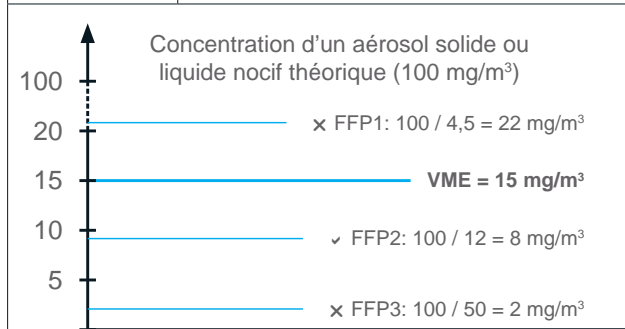 Concentration d’un aérosol solide ou
liquide nocif théorique (100 mg/m³)
100
20
× FFP1: 100 / 4,5 = 22 mg/m³
15
VME = 15 mg/m³
10
✓ FFP2: 100 / 12 = 8 mg/m³
5
× FFP3: 100 / 50 = 2 mg/m³